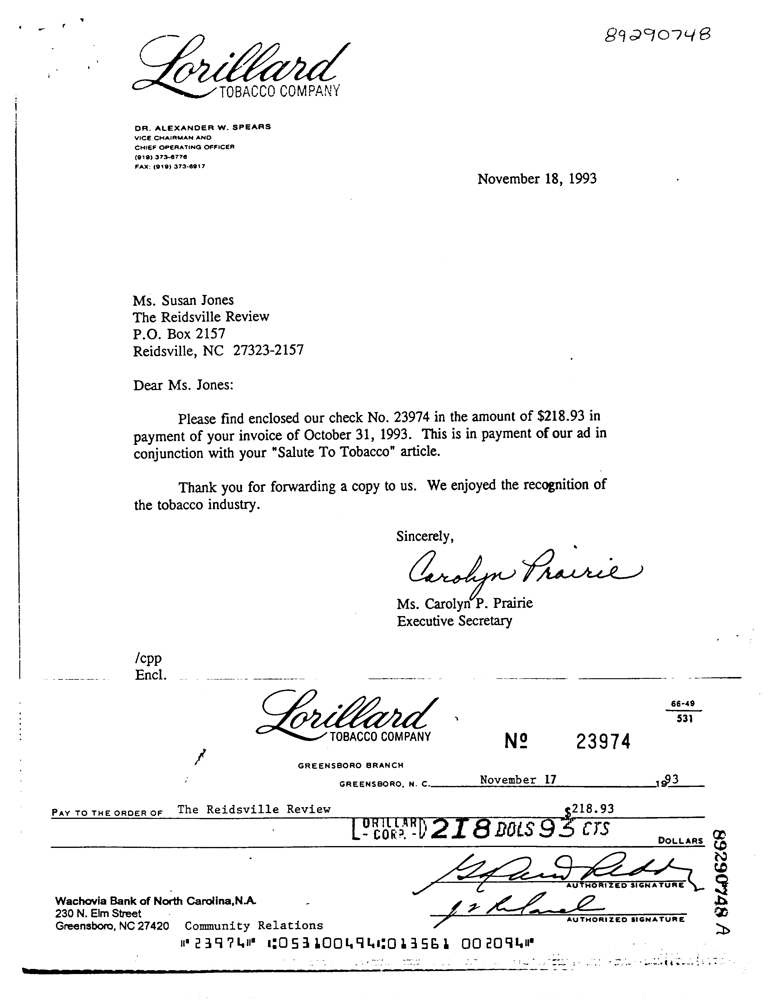 89290748
Lorillard
TOBACCO COMPANY
DR. ALEXANDER W. SPEARS
VICE CHAIRMAN AND
CHIEF OPERATING OFFICER
(919) 373-6776
FAX: (919) 373-6917
November 18, 1993
Ms. Susan Jones
The Reidsville Review
P.O. Box 2157
Reidsville, NC 27323-2157
Dear Ms. Jones:
Please find enclosed our check No. 23974 in the amount of $218.93 in
payment of your invoice of October 31, 1993. This is in payment of our ad in
conjunction with your "Salute To Tobacco" article.
Thank you for forwarding a copy to us. We enjoyed the recognition of
the tobacco industry.
Sincerely,
Carolyn Prairie
Ms. Carolyn P. Prairie
Executive Secretary
/cpp
Encl.
Lorillard
TOBACCO COMPANY
66-49
531
Nº 23974
GREENSBORO BRANCH
GREENSBORO, N. C. November 17 1993
PAY TO THE ORDER OF The Reidsville Review $218.93
LORILLARD CORP. 218 DOLS 93 CTS
DOLLARS
AUTHORIZED SIGNATURE
AUTHORIZED SIGNATURE
Wachovia Bank of North Carolina,N.A.
230 N. Elm Street
Greensboro, NC 27420 Community Relations
⑈23974⑈ ⑆053100494⑆013561 002094⑈
89290748 A